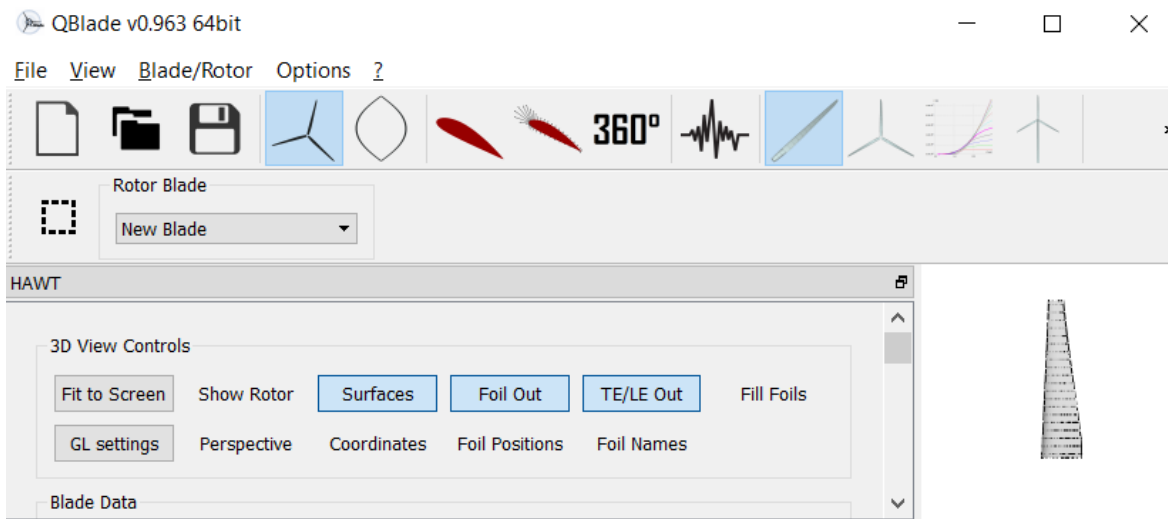 QBlade v0.963 64bit
File View Blade/Rotor Options ?
360º
Rotor Blade
New Blade
HAWT
3D View Controls
Fit to Screen Show Rotor Surfaces Foil Out TE/LE Out Fill Foils
GL settings Perspective Coordinates Foil Positions Foil Names
Blade Data